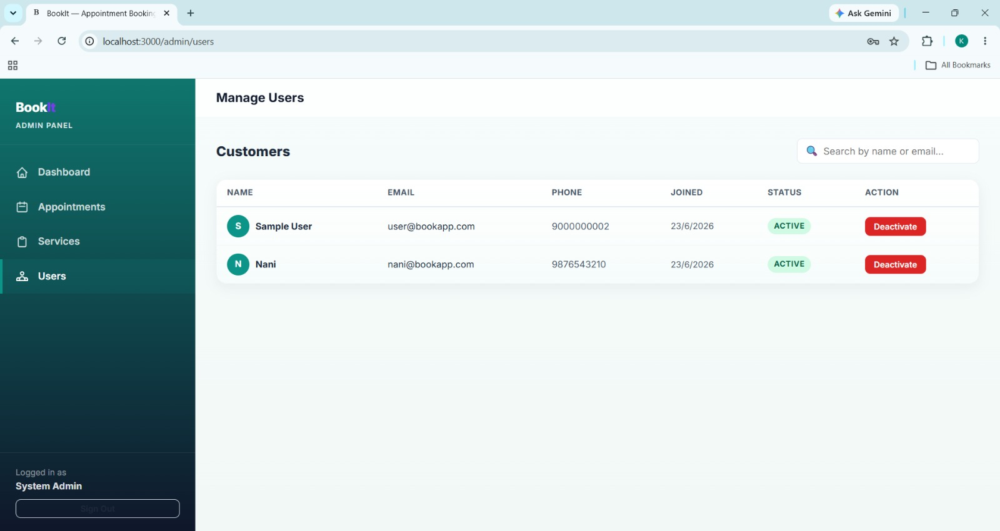 B BookIt — Appointment Booking
Ask Gemini
localhost:3000/admin/users
K
All Bookmarks
BookIt
ADMIN PANEL
Dashboard
Appointments
Services
Users
Logged in as
System Admin
Sign Out
Manage Users
Customers
Search by name or email...
NAME EMAIL PHONE JOINED STATUS ACTION
S Sample User user@bookapp.com 9000000002 23/6/2026 ACTIVE Deactivate
N Nani nani@bookapp.com 9876543210 23/6/2026 ACTIVE Deactivate